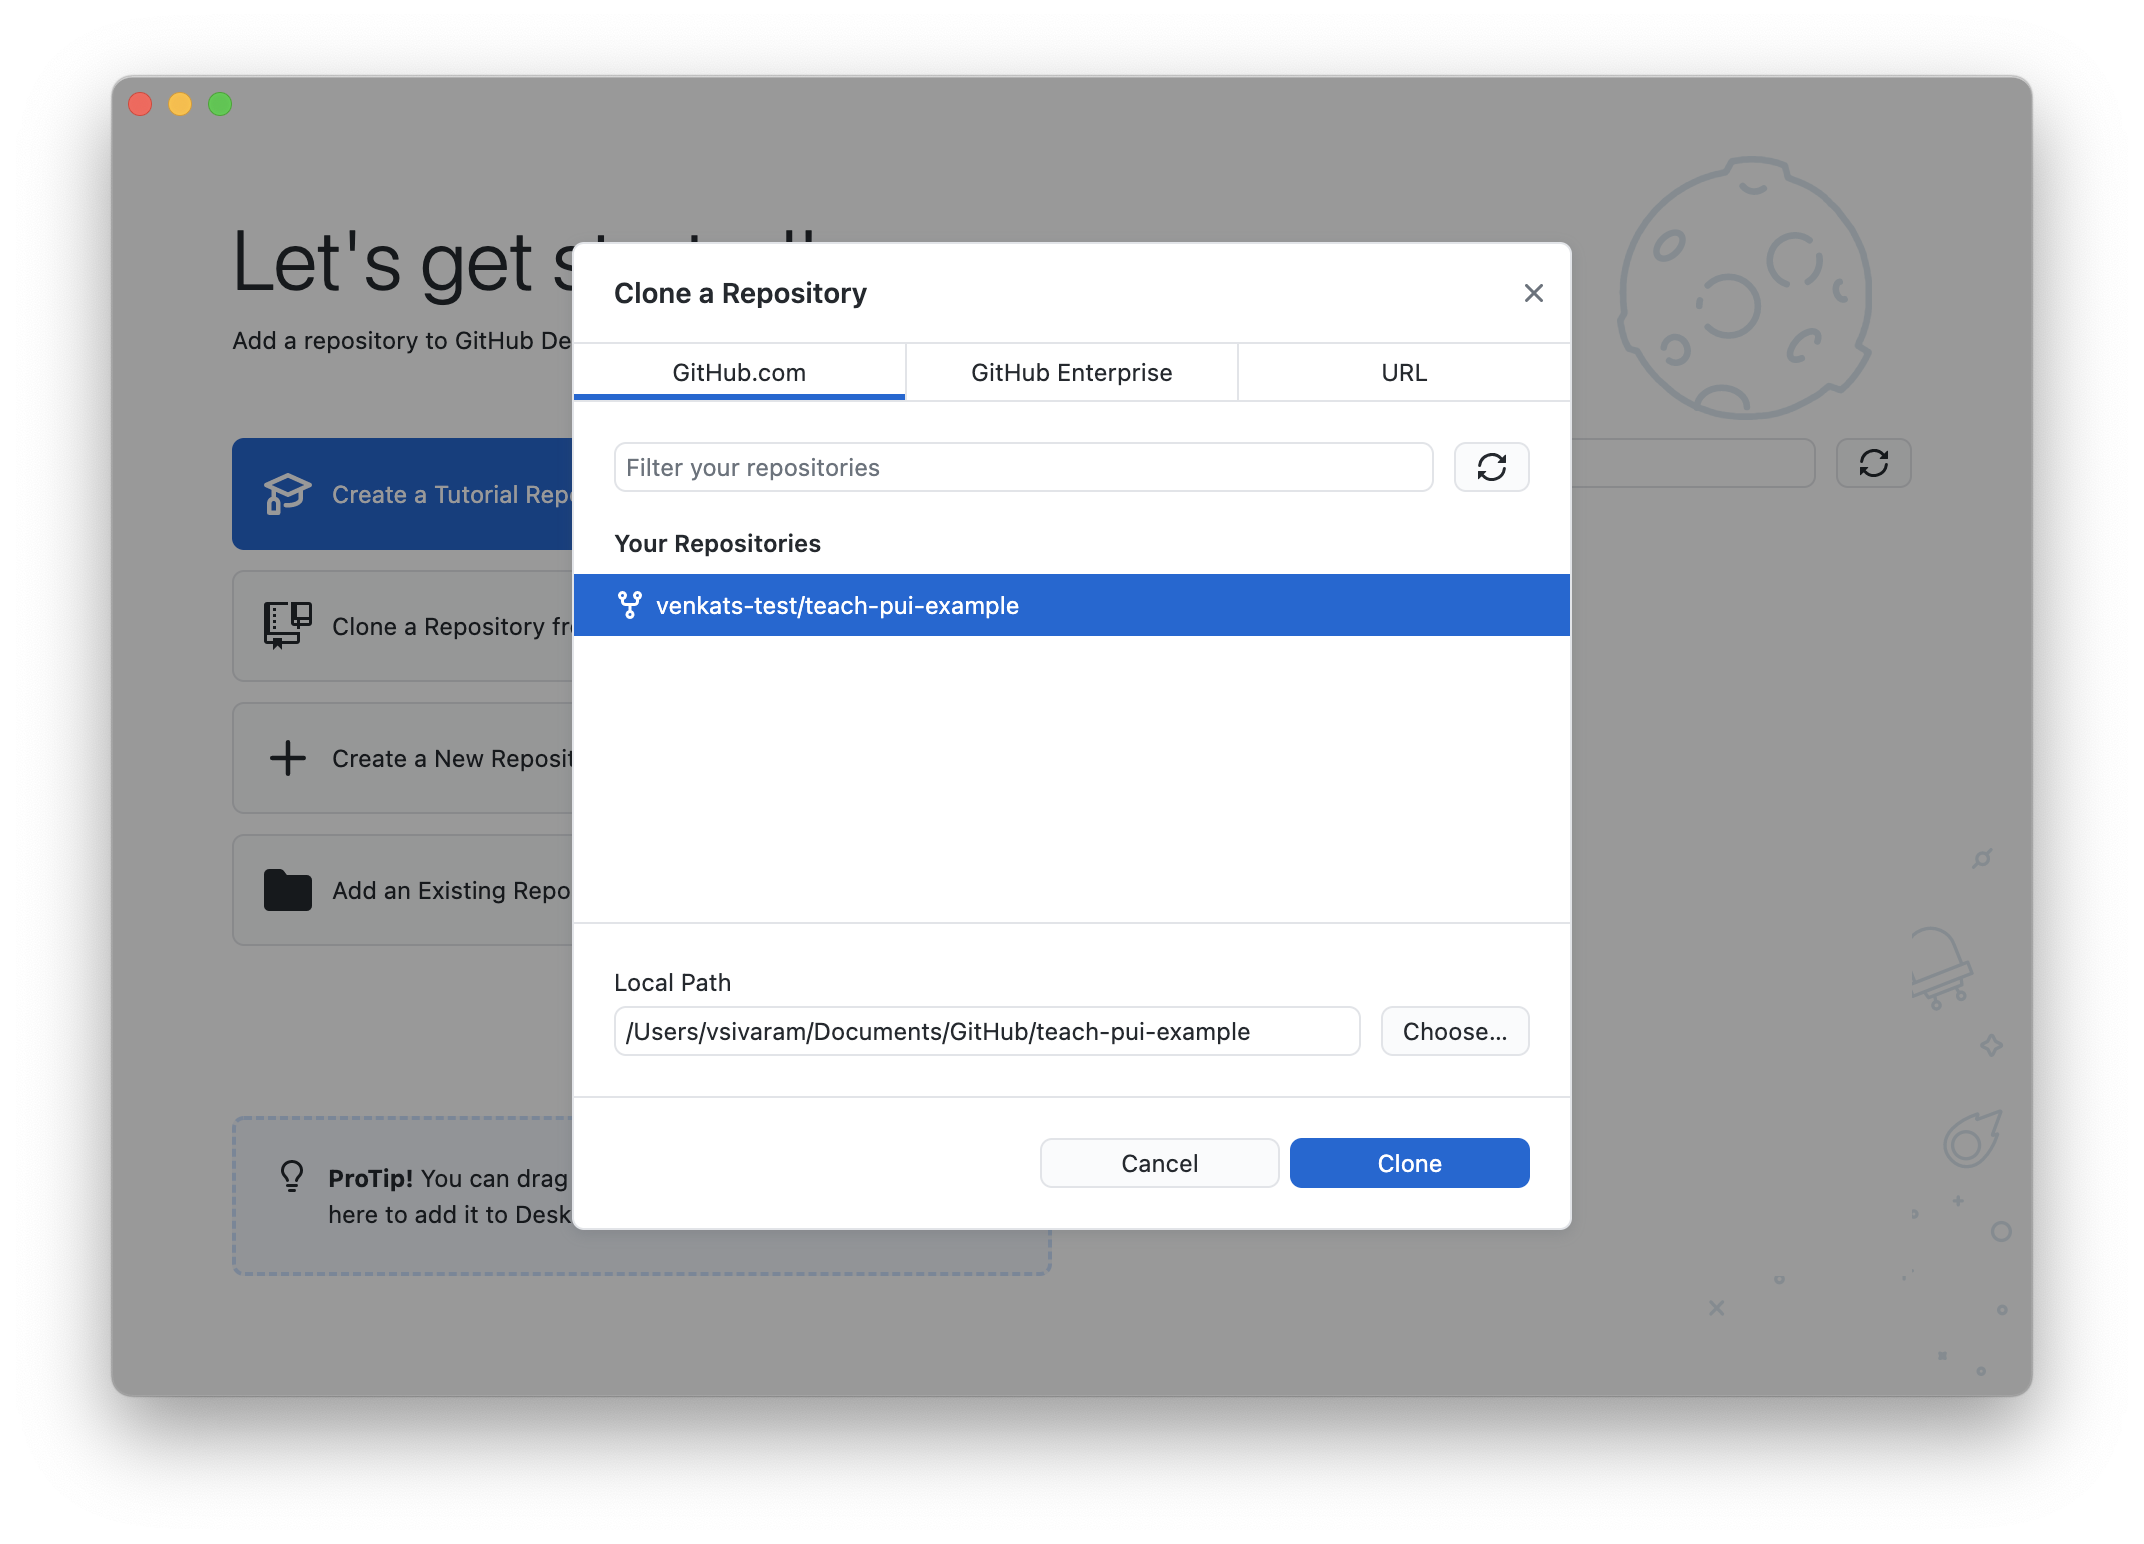 Let's get
Add a repository to GitHub De
Create a Tutorial Repo
Clone a Repository fr
Create a New Reposit
Add an Existing Repo
ProTip! You can drag
here to add it to Desk
Clone a Repository
GitHub.com
GitHub Enterprise
URL
Filter your repositories
Your Repositories
venkats-test/teach-pui-example
Local Path
/Users/vsivaram/Documents/GitHub/teach-pui-example
Choose...
Cancel
Clone